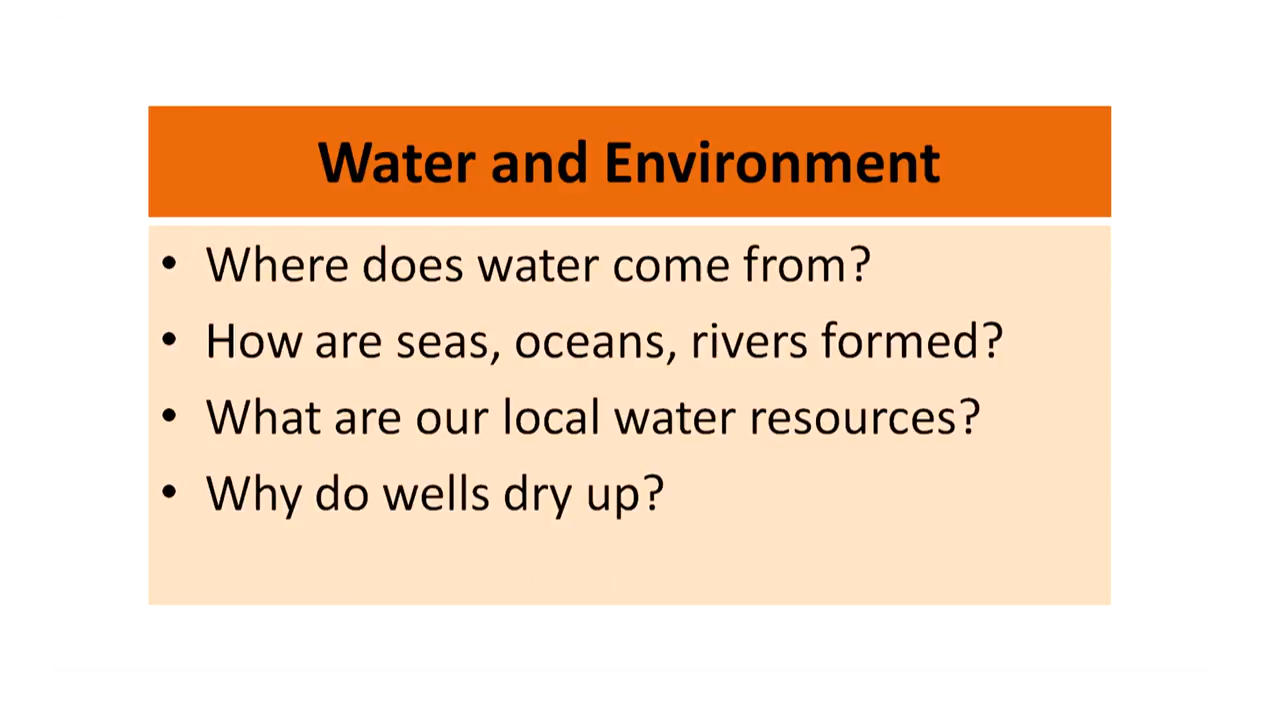 Water and Environment
• Where does water come from?
• How are seas, oceans, rivers formed?
• What are our local water resources?
• Why do wells dry up?